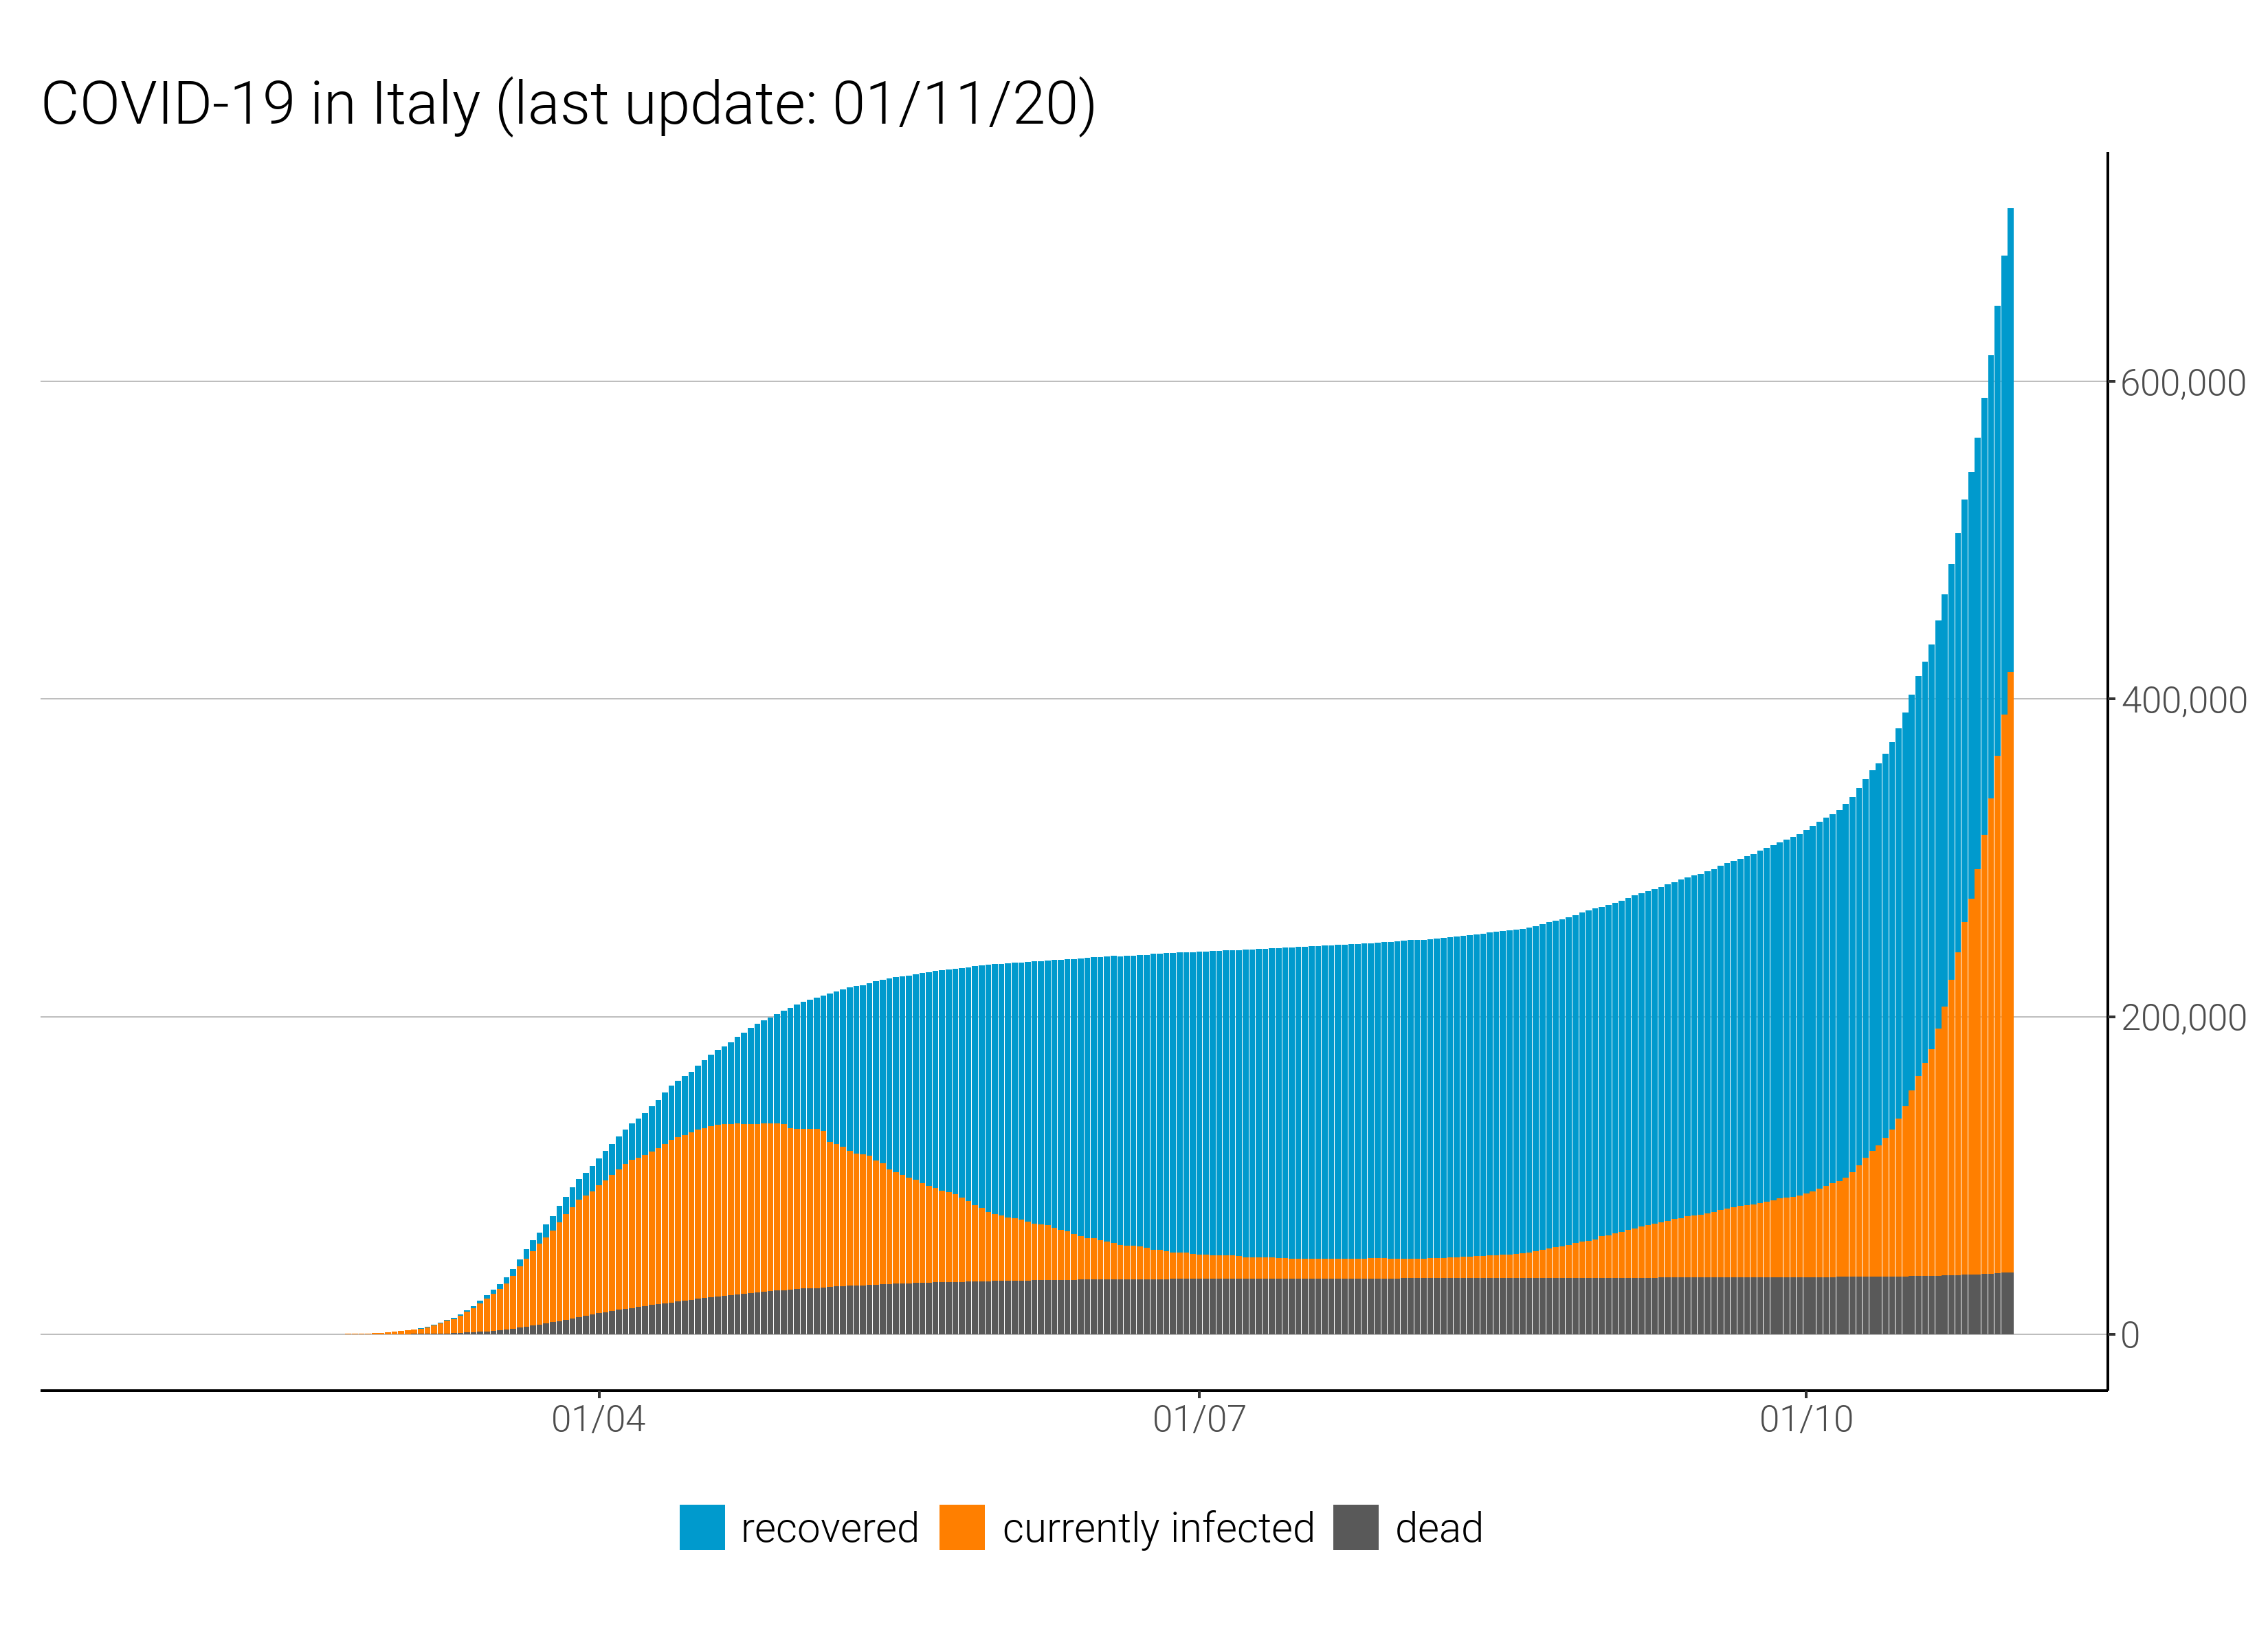 COVID-19 in Italy (last update: 01/11/20)
600,000
400,000
200,000
0
01/04 01/07 01/10
recovered currently infected dead